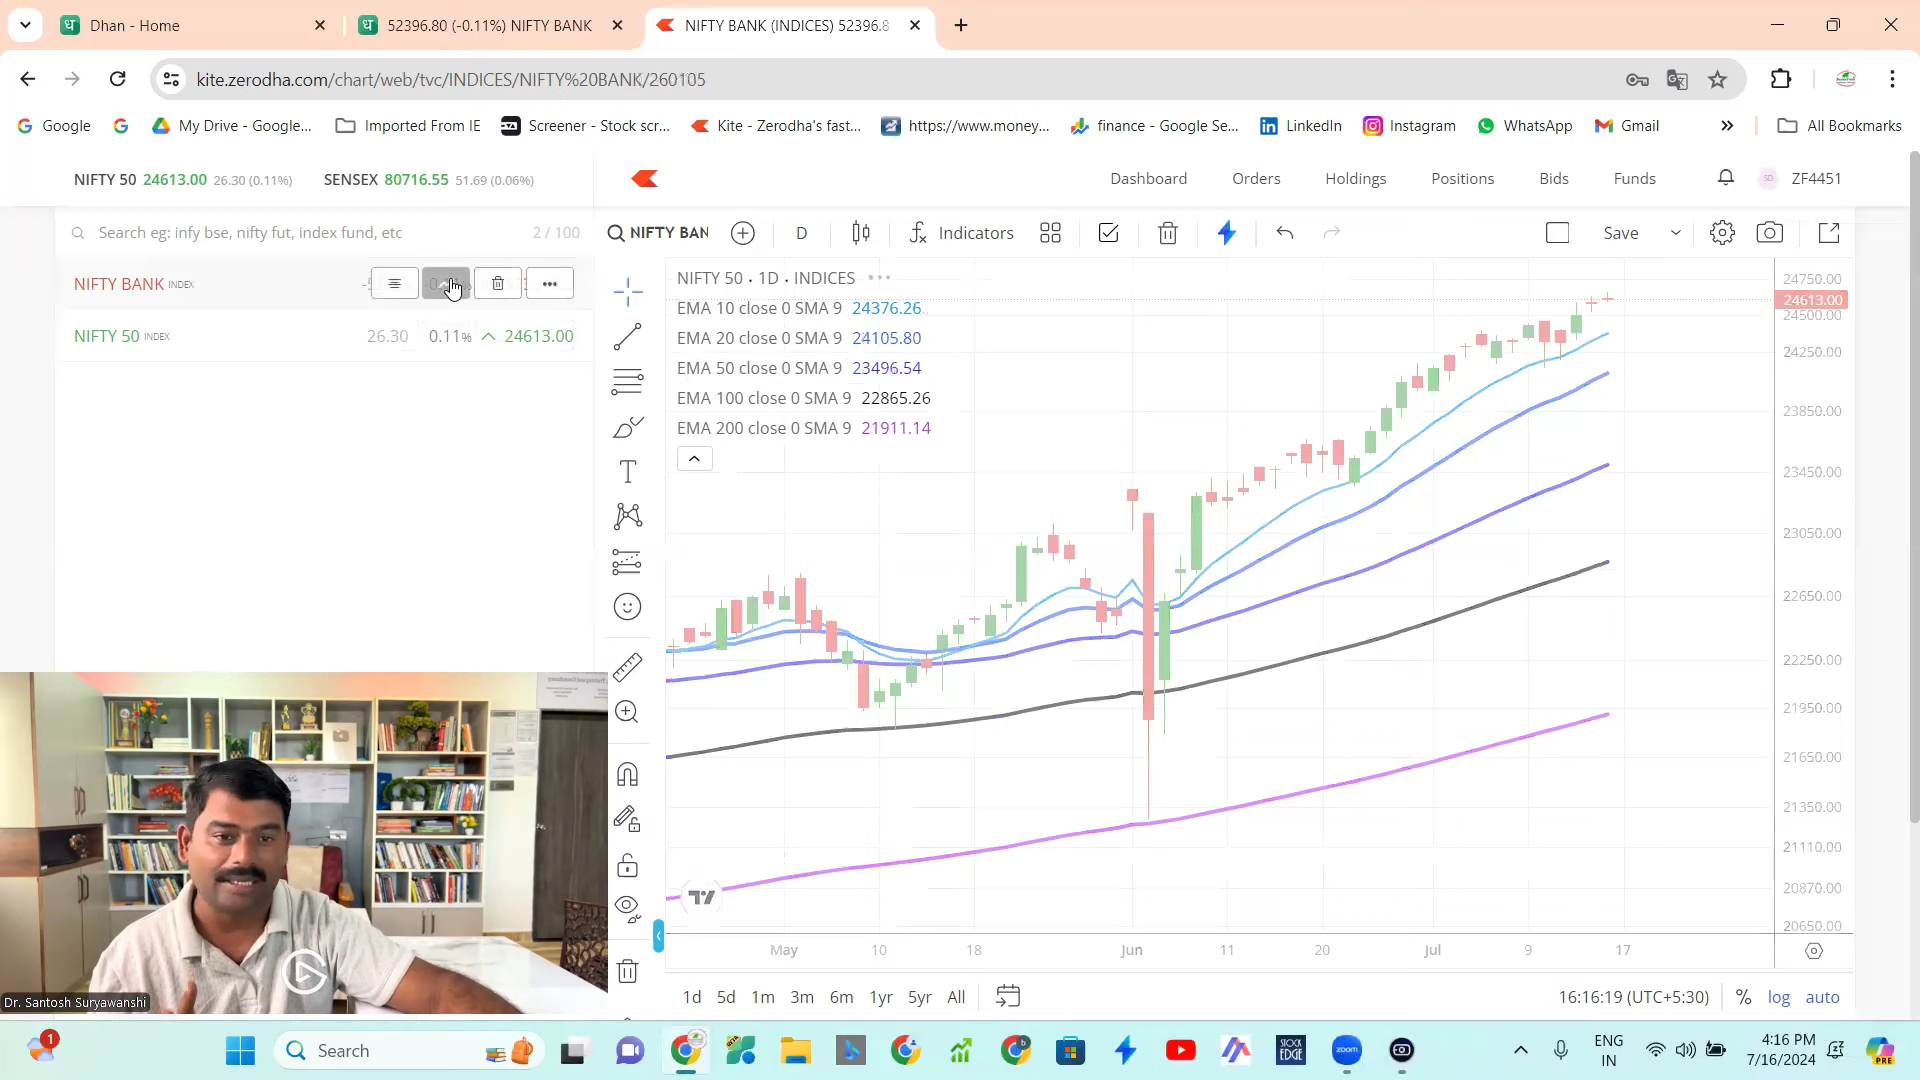 Dhan - Home
52396.80 (-0.11%) NIFTY BANK
NIFTY BANK (INDICES) 52396.8
kite.zerodha.com/chart/web/tvc/INDICES/NIFTY%20BANK/260105
Google
My Drive - Google...
Imported From IE
Screener - Stock scr...
Kite - Zerodha's fast...
https://www.money...
finance - Google Se...
LinkedIn
Instagram
WhatsApp
Gmail
All Bookmarks
NIFTY 50 24613.00 26.30 (0.11%) SENSEX 80716.55 51.69 (0.06%)
Dashboard Orders Holdings Positions Bids Funds SD ZF4451
Search eg: infy bse, nifty fut, index fund, etc 2 / 100
NIFTY BAN D Indicators Save
NIFTY BANK INDEX
NIFTY 50 INDEX 26.30 0.11% 24613.00
NIFTY 50 · 1D · INDICES
EMA 10 close 0 SMA 9 24376.26
EMA 20 close 0 SMA 9 24105.80
EMA 50 close 0 SMA 9 23496.54
EMA 100 close 0 SMA 9 22865.26
EMA 200 close 0 SMA 9 21911.14
24750.00
24613.00
24500.00
24250.00
23850.00
23450.00
23050.00
22650.00
22250.00
21950.00
21650.00
21350.00
21110.00
20870.00
20650.00
May 10 18 Jun 11 20 Jul 9 17
1d 5d 1m 3m 6m 1yr 5yr All
16:16:19 (UTC+5:30) % log auto
Dr. Santosh Suryawanshi
1
Search
STOCK
EDGE
zoom
ENG
IN
4:16 PM
7/16/2024
PRE